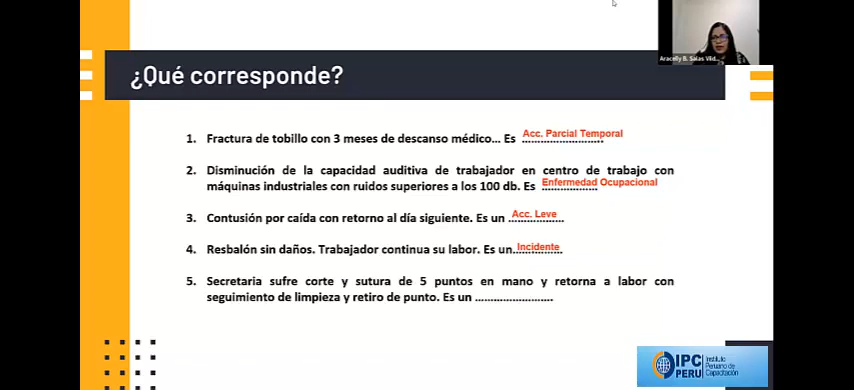 Aracelly B. Salas Vild...
¿Qué corresponde?
1. Fractura de tobillo con 3 meses de descanso médico... Es Acc. Parcial Temporal
2. Disminución de la capacidad auditiva de trabajador en centro de trabajo con
máquinas industriales con ruidos superiores a los 100 db. Es Enfermedad Ocupacional
3. Contusión por caída con retorno al día siguiente. Es un Acc. Leve
4. Resbalón sin daños. Trabajador continua su labor. Es un Incidente
5. Secretaria sufre corte y sutura de 5 puntos en mano y retorna a labor con
seguimiento de limpieza y retiro de punto. Es un ........................
IPC
PERU
Instituto
Peruano de
Capacitación